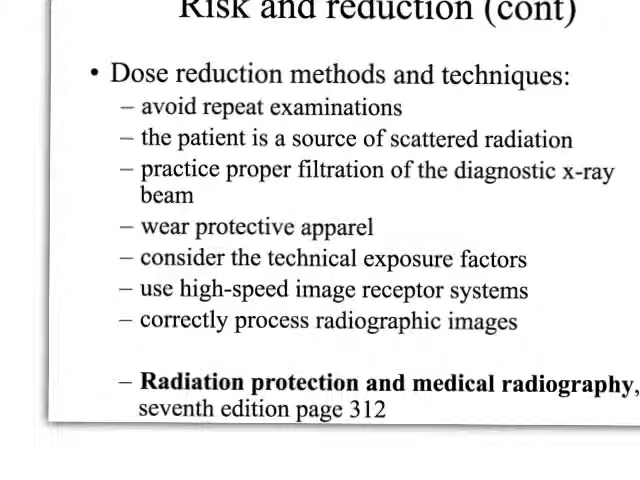 Risk and reduction (cont)
• Dose reduction methods and techniques:
– avoid repeat examinations
– the patient is a source of scattered radiation
– practice proper filtration of the diagnostic x-ray
beam
– wear protective apparel
– consider the technical exposure factors
– use high-speed image receptor systems
– correctly process radiographic images
– Radiation protection and medical radiography,
seventh edition page 312